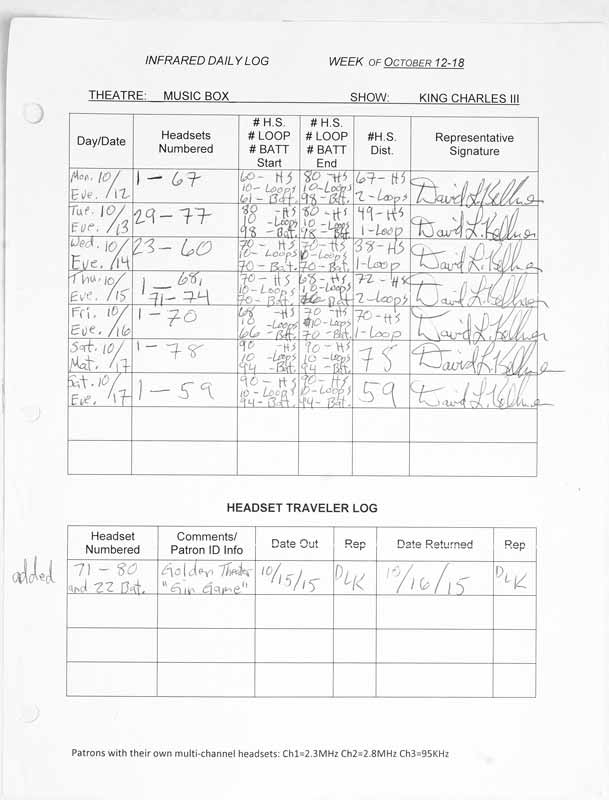 INFRARED DAILY LOG WEEK OF OCTOBER 12-18
THEATRE: MUSIC BOX SHOW: KING CHARLES III
Day/Date Headsets Numbered # H.S. # LOOP # BATT Start # H.S. # LOOP # BATT End #H.S. Dist. Representative Signature
Mon. 10/12 Eve. 1 - 67 60 - HS 10 - Loops 61 - Bat. 80 - HS 10 - Loops 98 - Bat. 67 - HS 2 - Loops David L. Kellner
Tue. 10/13 Eve. 29 - 77 80 - HS 10 - Loops 98 - Bat. 80 - HS 10 - Loops 98 - Bat. 49 - HS 1 - Loop David L. Kellner
Wed. 10/14 Eve. 23 - 60 70 - HS 10 - Loops 70 - Bat. 70 - HS 10 - Loops 70 - Bat. 38 - HS 1 - Loop David L. Kellner
Thu. 10/15 Eve. 1 - 68, 71 - 74 70 - HS 10 - Loops 70 - Bat. 68 - HS 10 - Loops Bat 72 - HS 2 - Loops David L. Kellner
Fri. 10/16 Eve. 1 - 70 68 - HS 10 - Loops 66 - Bat. 70 - HS 10 - Loops 70 - Bat. 70 - HS 1 - Loop David L. Kellner
Sat. 10/17 Mat. 1 - 78 90 - HS 10 - Loops 94 - Bat. 90 - HS 10 - Loops 94 - Bat. 78 David L. Kellner
Sat. 10/17 Eve. 1 - 59 90 - HS 10 - Loops 94 - Bat. 90 - HS 10 - Loops 94 - Bat. 59 David L. Kellner
HEADSET TRAVELER LOG
Headset Numbered Comments/ Patron ID Info Date Out Rep Date Returned Rep
added 71 - 80 and 22 Bat. Golden Theater "Gin Game" 10/15/15 DLK 10/16/15 DLK
Patrons with their own multi-channel headsets: Ch1=2.3MHz Ch2=2.8MHz Ch3=95KHz